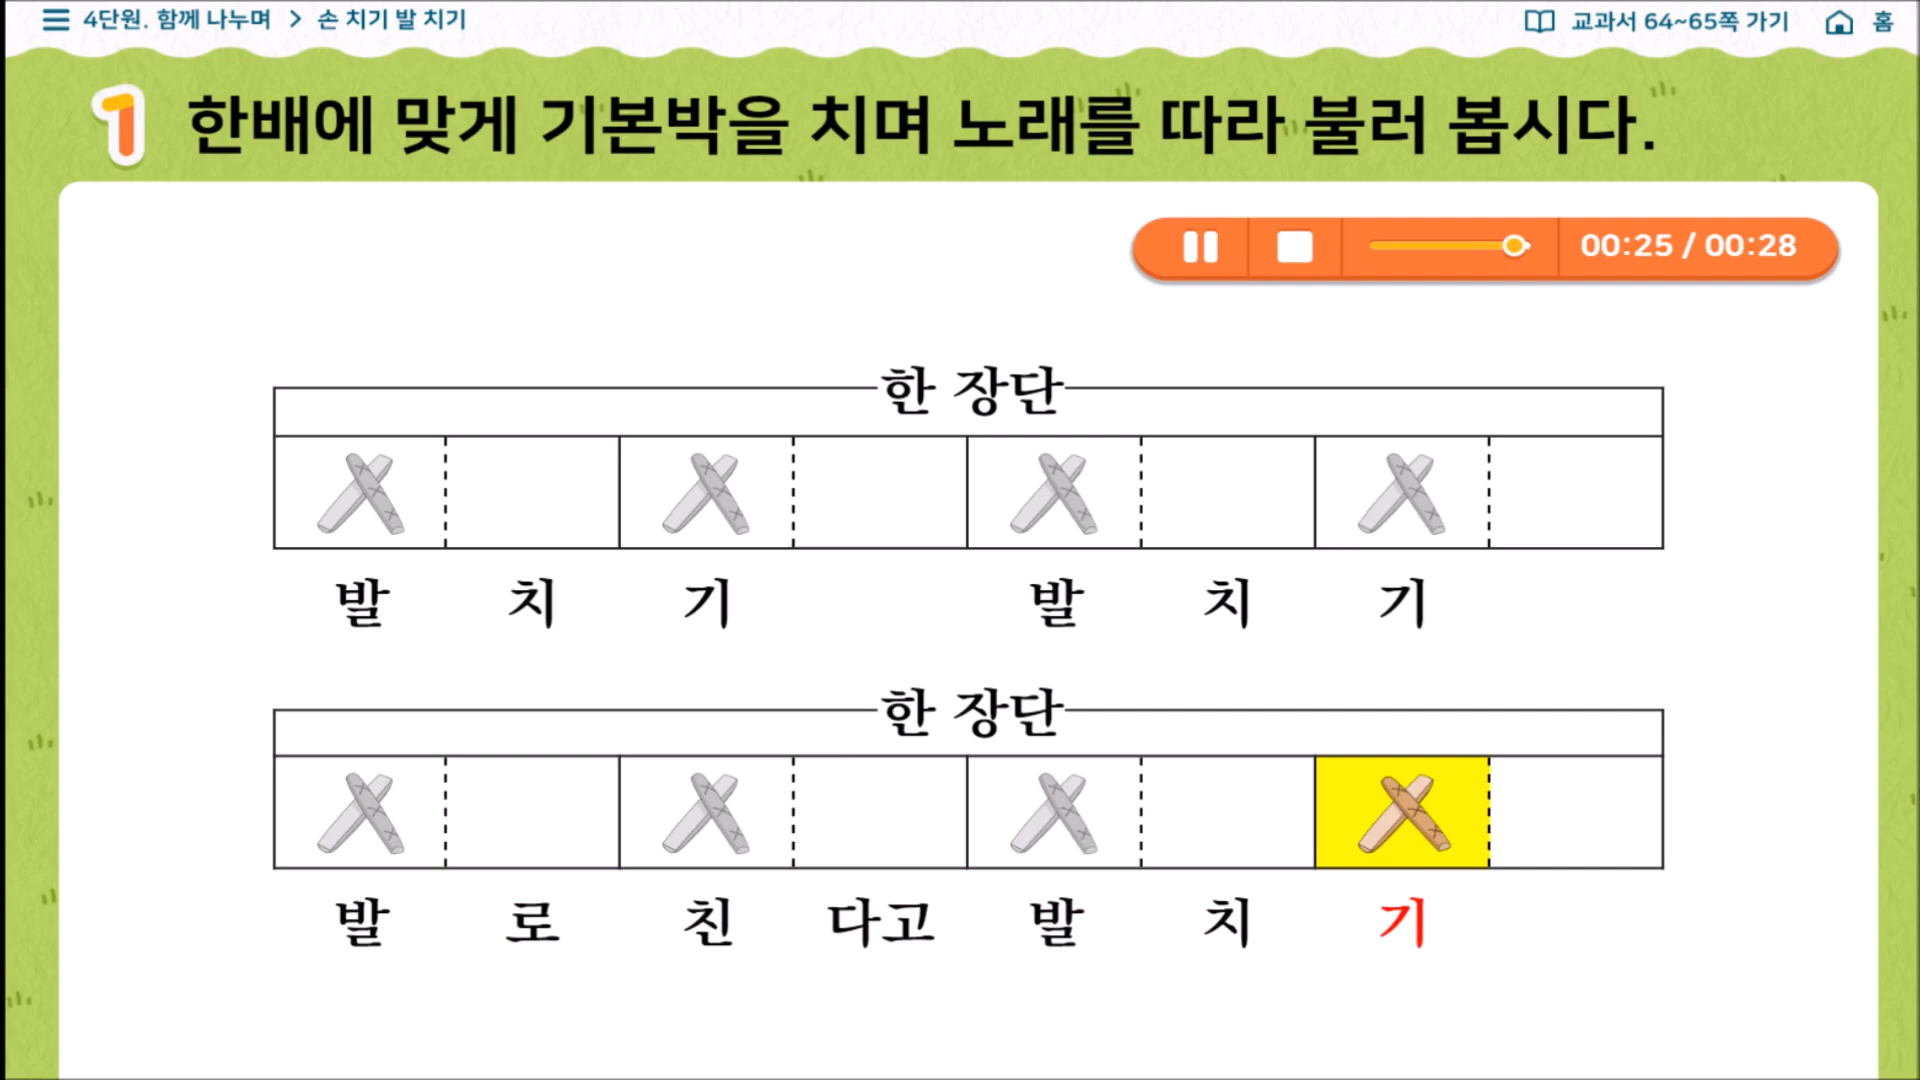 4단원. 함께 나누며 > 손 치기 발 치기
교과서 64~65쪽 가기 홈
1 한배에 맞게 기본박을 치며 노래를 따라 불러 봅시다.
00:25 / 00:28
한 장단
발 치 기 발 치 기
한 장단
발 로 친 다고 발 치 기